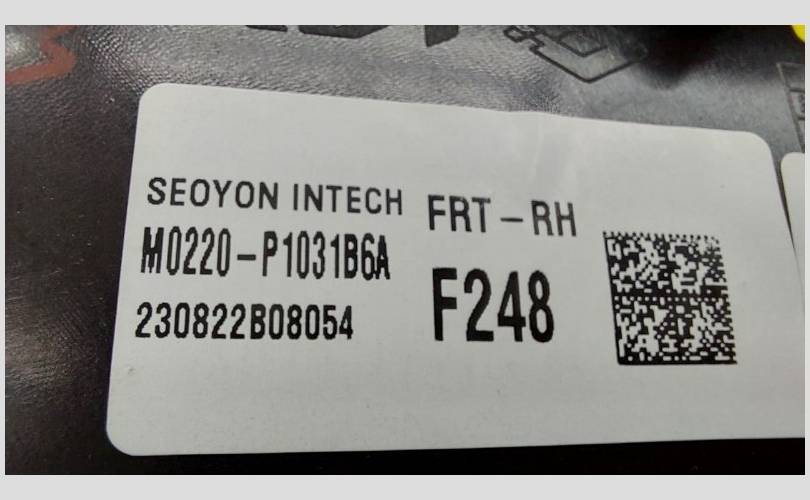 SEOYON INTECH
FRT-RH
M0220-P1031B6A
F248
230822B08054